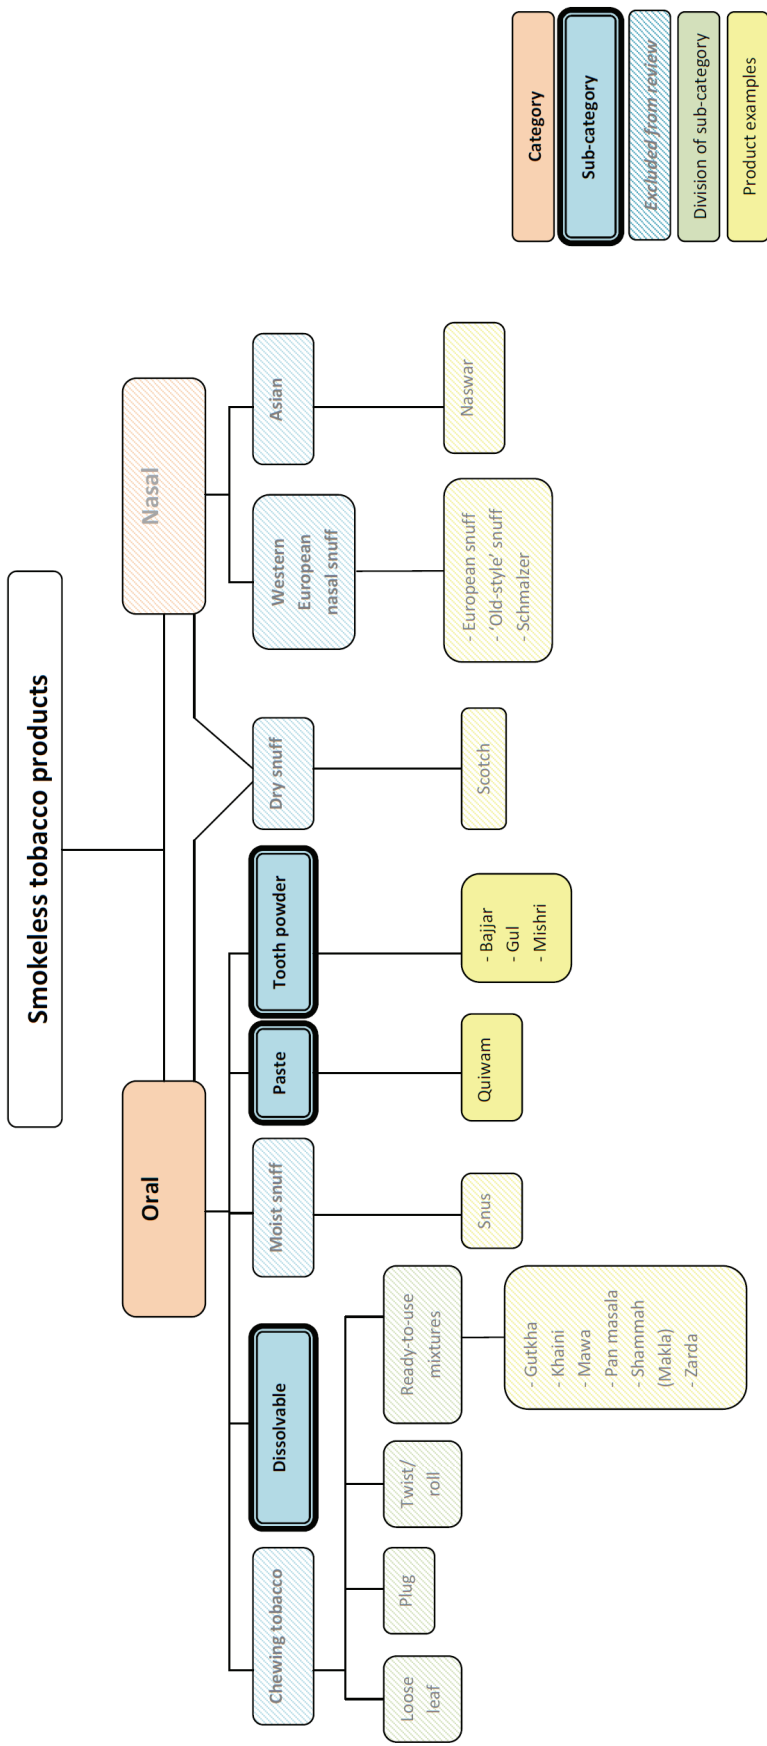 Smokeless tobacco products
Oral
Nasal
Chewing tobacco
Dissolvable
Moist snuff
Paste
Tooth powder
Dry snuff
Western
European
nasal snuff
Asian
Loose
leaf
Plug
Twist/
roll
Ready-to-use
mixtures
- Gutkha
- Khaini
- Mawa
- Pan masala
- Shammah
(Makla)
- Zarda
Snus
Quiwam
- Bajjar
- Gul
- Mishri
Scotch
- European snuff
- ‘Old-style’ snuff
- Schmalzer
Naswar
Category
Sub-category
Excluded from review
Division of sub-category
Product examples